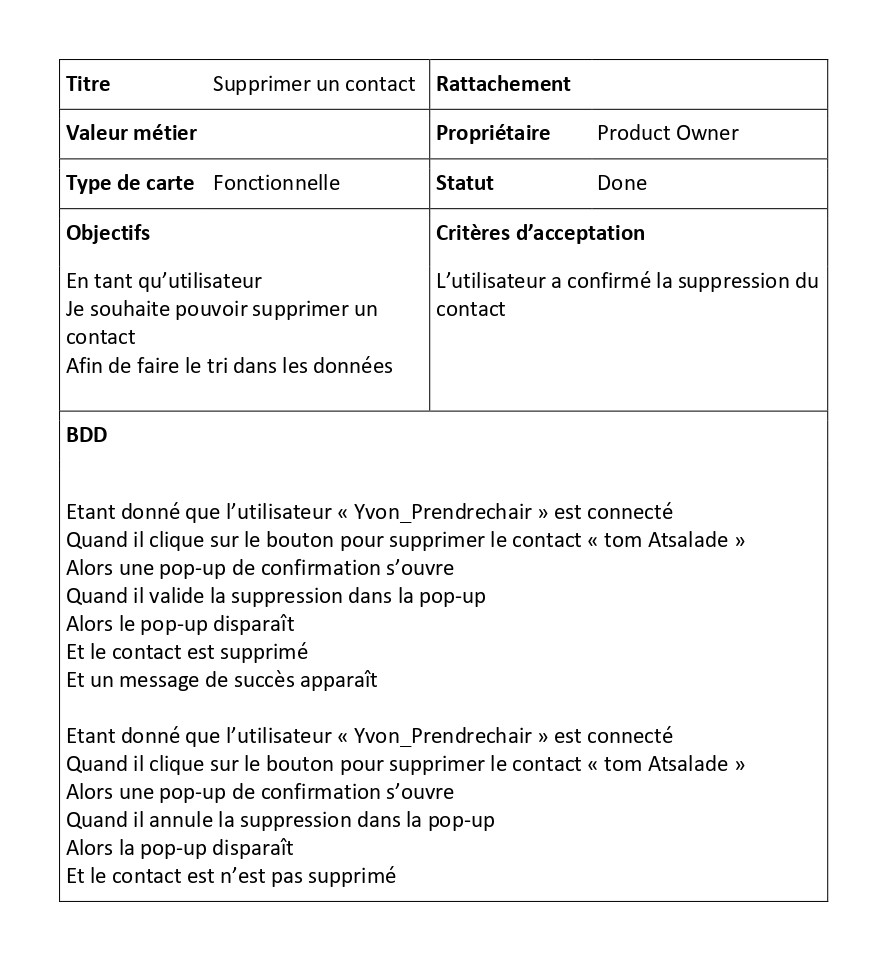 Titre Supprimer un contact Rattachement
Valeur métier Propriétaire Product Owner
Type de carte Fonctionnelle Statut Done
Objectifs
En tant qu’utilisateur
Je souhaite pouvoir supprimer un
contact
Afin de faire le tri dans les données
Critères d’acceptation
L’utilisateur a confirmé la suppression du
contact
BDD
Etant donné que l’utilisateur « Yvon_Prendrechair » est connecté
Quand il clique sur le bouton pour supprimer le contact « tom Atsalade »
Alors une pop-up de confirmation s’ouvre
Quand il valide la suppression dans la pop-up
Alors le pop-up disparaît
Et le contact est supprimé
Et un message de succès apparaît
Etant donné que l’utilisateur « Yvon_Prendrechair » est connecté
Quand il clique sur le bouton pour supprimer le contact « tom Atsalade »
Alors une pop-up de confirmation s’ouvre
Quand il annule la suppression dans la pop-up
Alors la pop-up disparaît
Et le contact est n’est pas supprimé